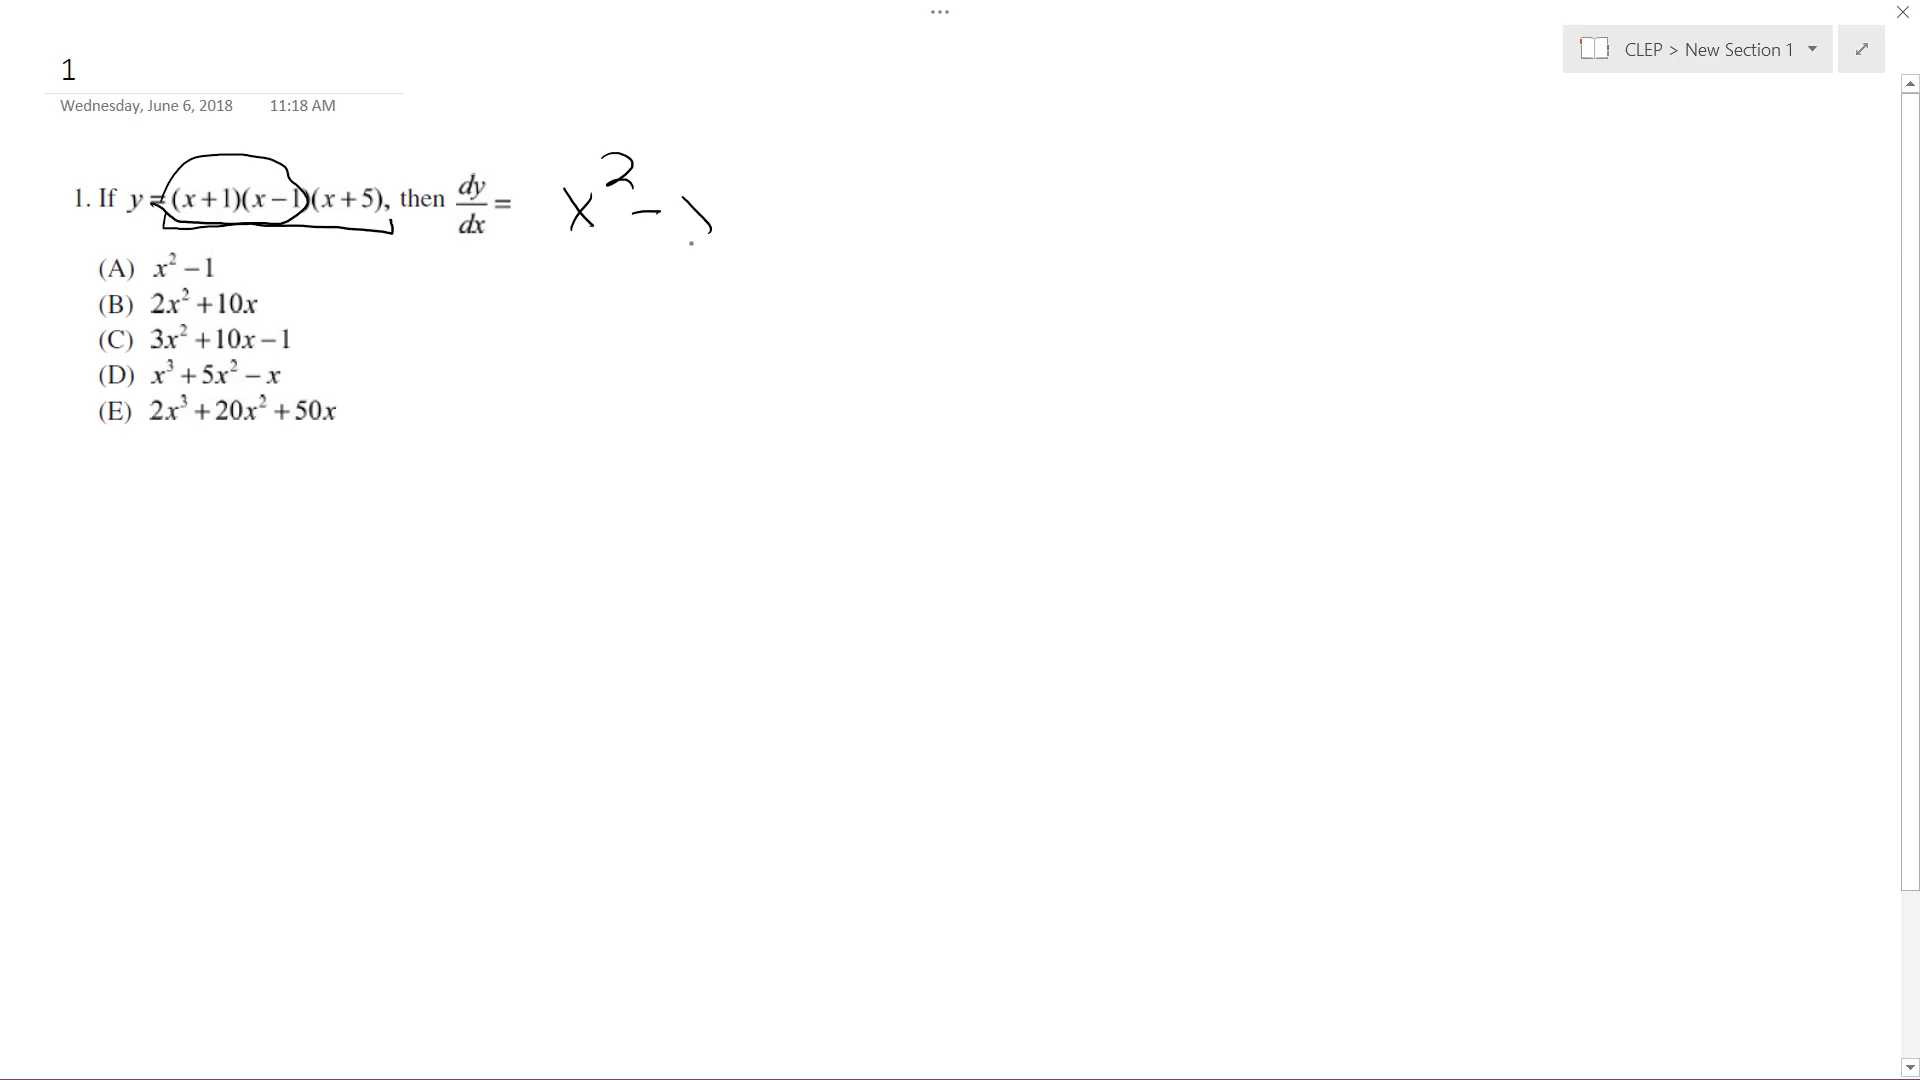 CLEP > New Section 1
1
Wednesday, June 6, 2018 11:18 AM
1. If y = (x+1)(x−1)(x+5), then dy/dx =
x² −
(A) x² − 1
(B) 2x² + 10x
(C) 3x² + 10x − 1
(D) x³ + 5x² − x
(E) 2x³ + 20x² + 50x